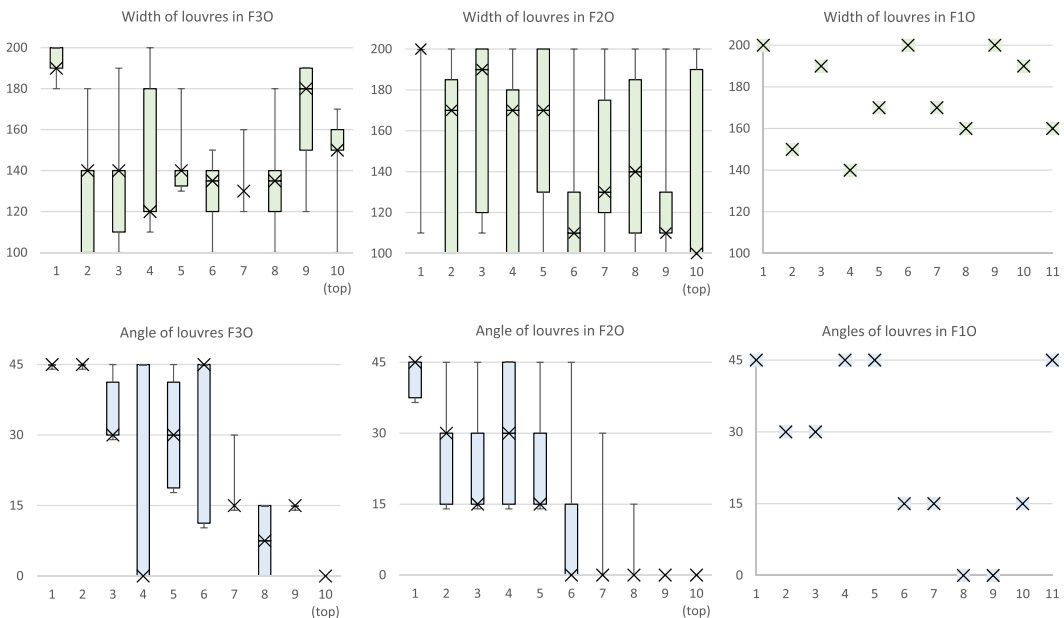 Width of louvres in F3O
200
180
160
140
120
100
1 2 3 4 5 6 7 8 9 10
(top)
Width of louvres in F2O
200
180
160
140
120
100
1 2 3 4 5 6 7 8 9 10
(top)
Width of louvres in F1O
200
180
160
140
120
100
1 2 3 4 5 6 7 8 9 10 11
Angle of louvres F3O
45
30
15
0
1 2 3 4 5 6 7 8 9 10
(top)
Angle of louvres in F2O
45
30
15
0
1 2 3 4 5 6 7 8 9 10
(top)
Angles of louvres in F1O
45
30
15
0
1 2 3 4 5 6 7 8 9 10 11